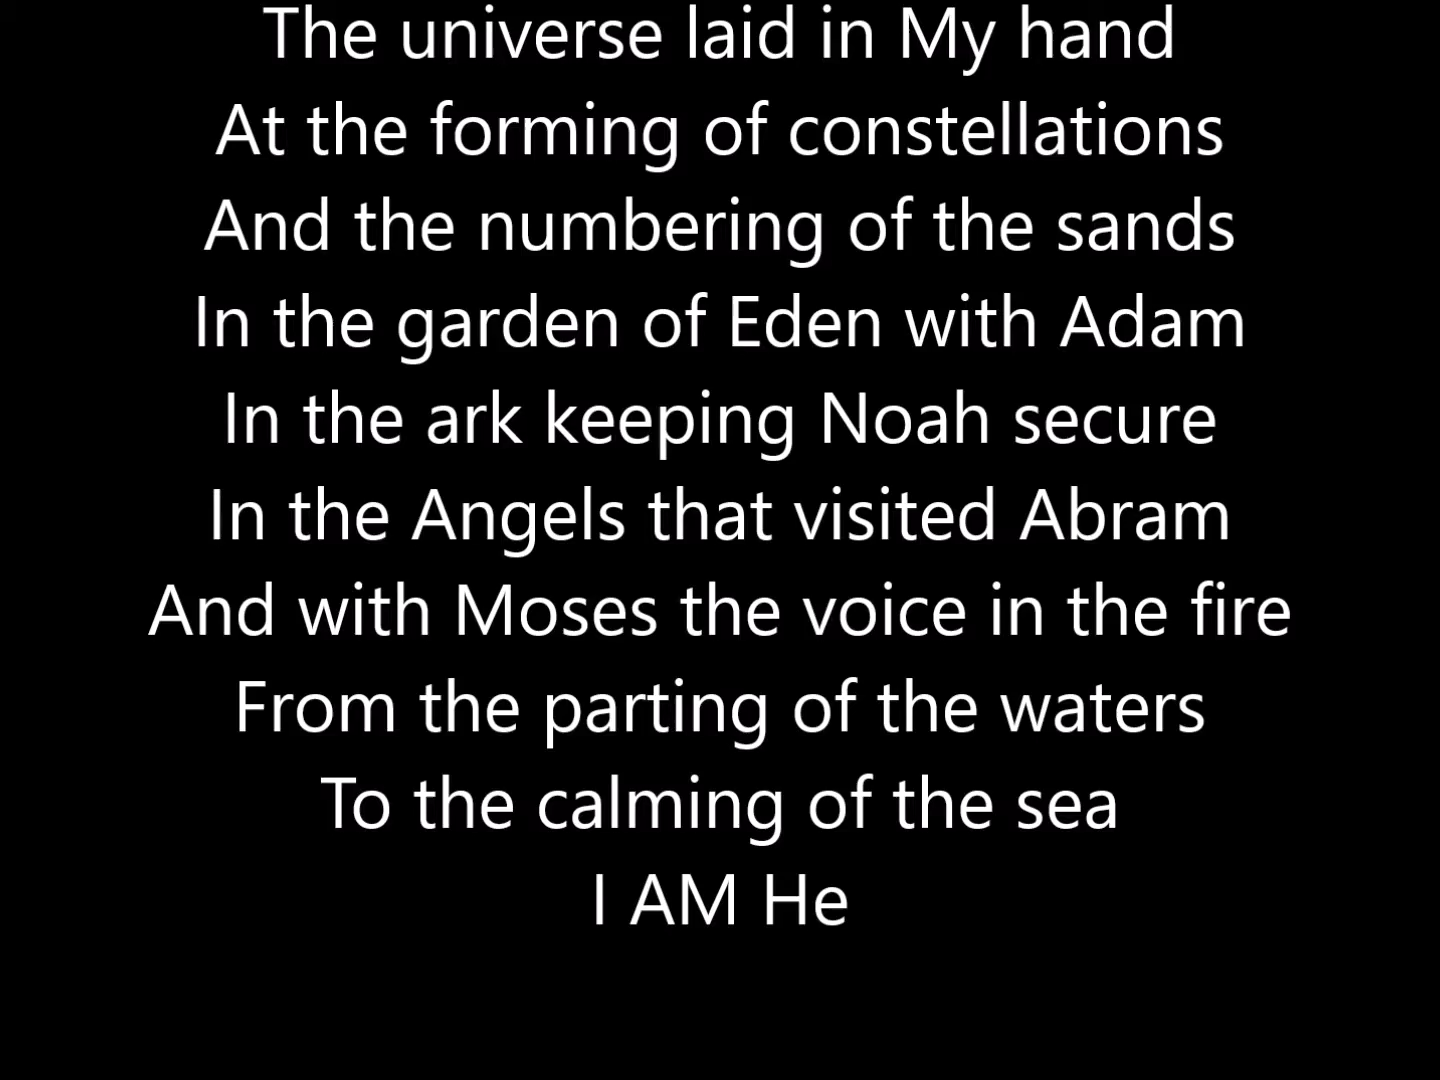 The universe laid in My hand
At the forming of constellations
And the numbering of the sands
In the garden of Eden with Adam
In the ark keeping Noah secure
In the Angels that visited Abram
And with Moses the voice in the fire
From the parting of the waters
To the calming of the sea
I AM He